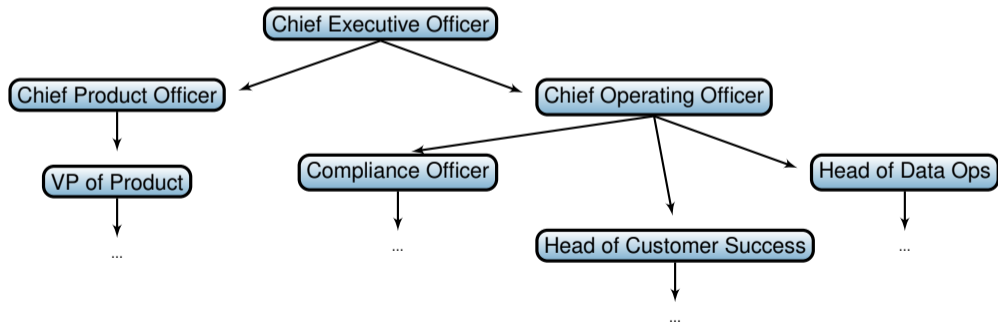 Chief Executive Officer
Chief Product Officer
Chief Operating Officer
VP of Product
Compliance Officer
Head of Data Ops
...
...
Head of Customer Success
...
...